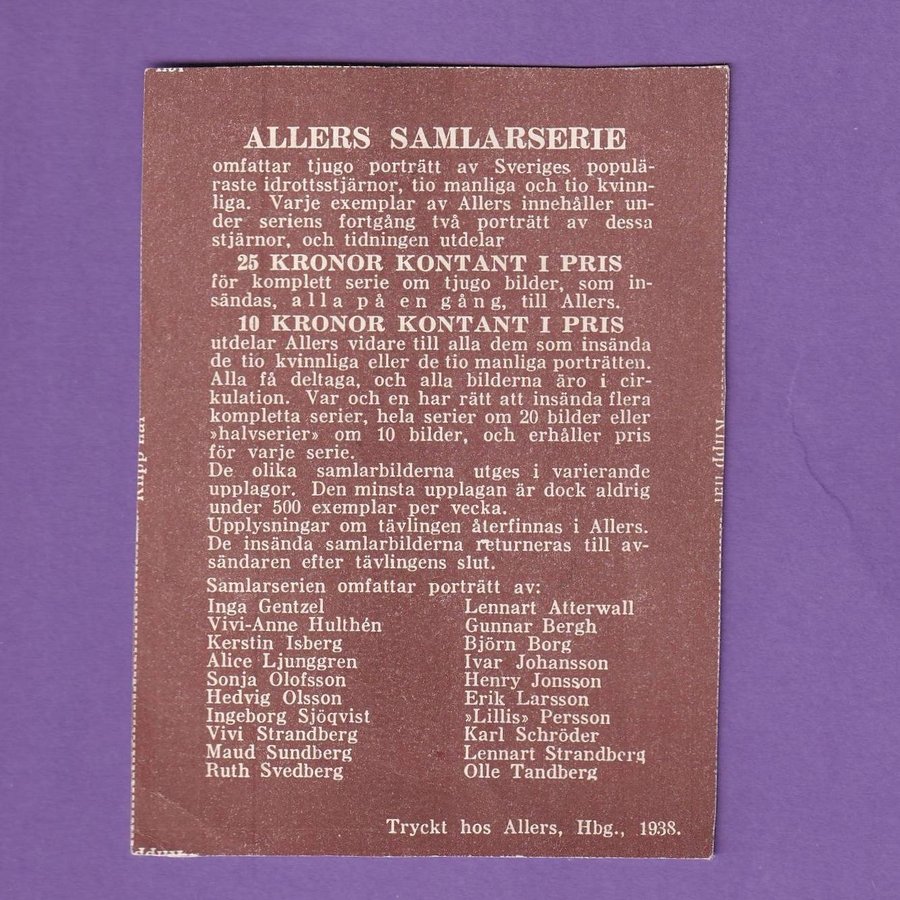 ALLERS SAMLARSERIE
omfattar tjugo porträtt av Sveriges populä-
raste idrottsstjärnor, tio manliga och tio kvinn-
liga. Varje exemplar av Allers innehåller un-
der seriens fortgång två porträtt av dessa
stjärnor, och tidningen utdelar
25 KRONOR KONTANT I PRIS
för komplett serie om tjugo bilder, som in-
sändas, alla på en gång, till Allers.
10 KRONOR KONTANT I PRIS
utdelar Allers vidare till alla dem som insända
de tio kvinnliga eller de tio manliga porträtten.
Alla få deltaga, och alla bilderna äro i cir-
kulation. Var och en har rätt att insända flera
kompletta serier, hela serier om 20 bilder eller
»halvserier» om 10 bilder, och erhåller pris
för varje serie.
De olika samlarbilderna utges i varierande
upplagor. Den minsta upplagan är dock aldrig
under 500 exemplar per vecka.
Upplysningar om tävlingen återfinnas i Allers.
De insända samlarbilderna returneras till av-
sändaren efter tävlingens slut.
Samlarserien omfattar porträtt av:
Inga Gentzel
Vivi-Anne Hulthén
Kerstin Isberg
Alice Ljunggren
Sonja Olofsson
Hedvig Olsson
Ingeborg Sjöqvist
Vivi Strandberg
Maud Sundberg
Ruth Svedberg
Lennart Atterwall
Gunnar Bergh
Björn Borg
Ivar Johansson
Henry Jonsson
Erik Larsson
»Lillis» Persson
Karl Schröder
Lennart Strandberg
Olle Tandberg
Tryckt hos Allers, Hbg., 1938.